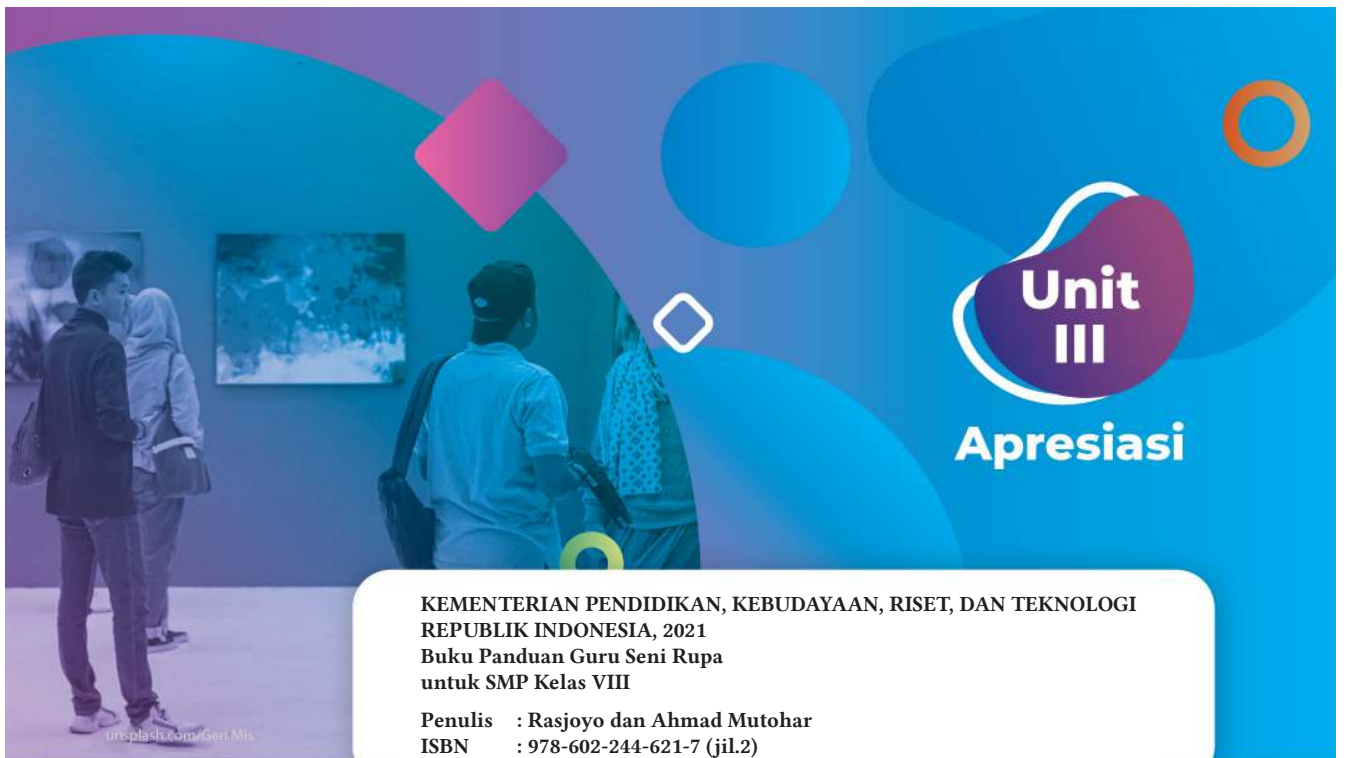 Unit
III
Apresiasi
KEMENTERIAN PENDIDIKAN, KEBUDAYAAN, RISET, DAN TEKNOLOGI
REPUBLIK INDONESIA, 2021
Buku Panduan Guru Seni Rupa
untuk SMP Kelas VIII
Penulis : Rasjoyo dan Ahmad Mutohar
ISBN : 978-602-244-621-7 (jil.2)
unsplash.com/Geri Mis